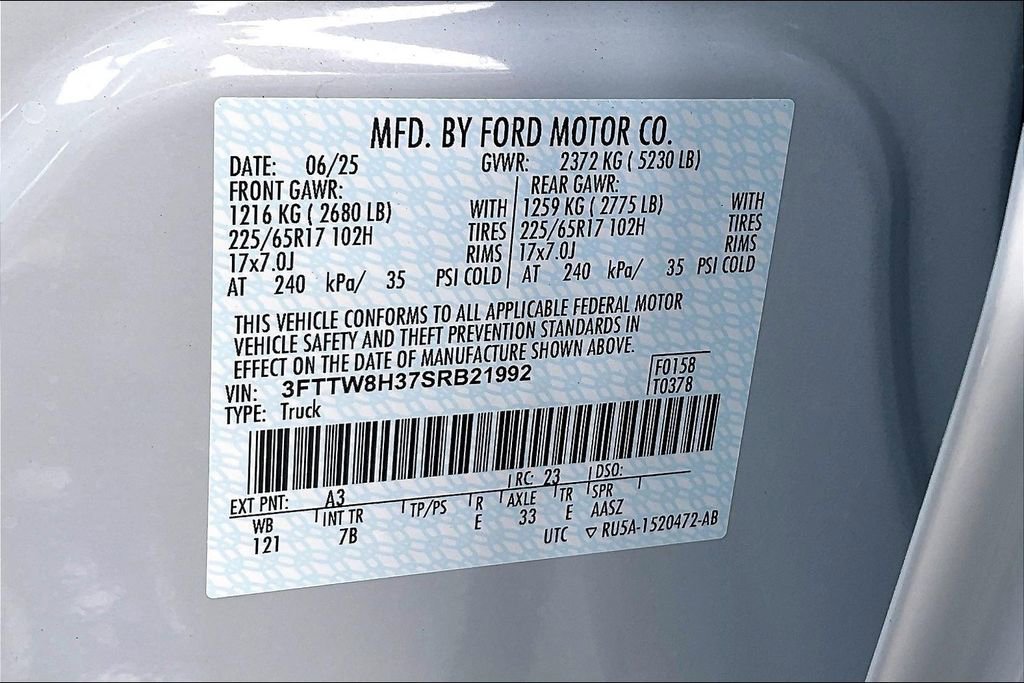 MFD. BY FORD MOTOR CO.
DATE: 06/25 GVWR: 2372 KG ( 5230 LB)
FRONT GAWR: REAR GAWR:
1216 KG ( 2680 LB) WITH 1259 KG ( 2775 LB) WITH
225/65R17 102H TIRES 225/65R17 102H TIRES
17x7.0J RIMS 17x7.0J RIMS
AT 240 kPa/ 35 PSI COLD AT 240 kPa/ 35 PSI COLD
THIS VEHICLE CONFORMS TO ALL APPLICABLE FEDERAL MOTOR
VEHICLE SAFETY AND THEFT PREVENTION STANDARDS IN
EFFECT ON THE DATE OF MANUFACTURE SHOWN ABOVE.
VIN: 3FTTW8H37SRB21992 F0158
TYPE: Truck T0378
EXT PNT: A3 RC: 23 DSO:
WB INT TR TP/PS R AXLE TR SPR
121 7B E 33 E AASZ
UTC ▽ RU5A-1520472-AB